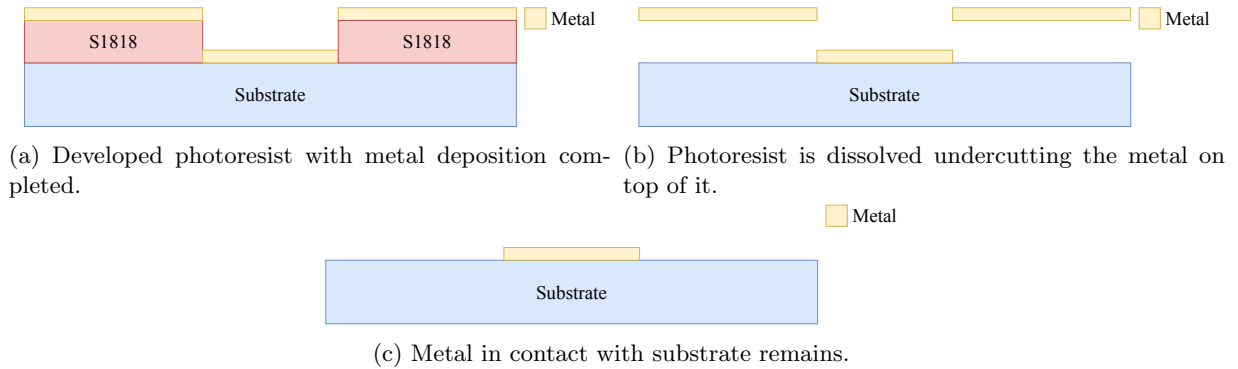 Metal
S1818
S1818
Substrate
(a) Developed photoresist with metal deposition com-
pleted.
Metal
Substrate
(b) Photoresist is dissolved undercutting the metal on
top of it.
Metal
Substrate
(c) Metal in contact with substrate remains.